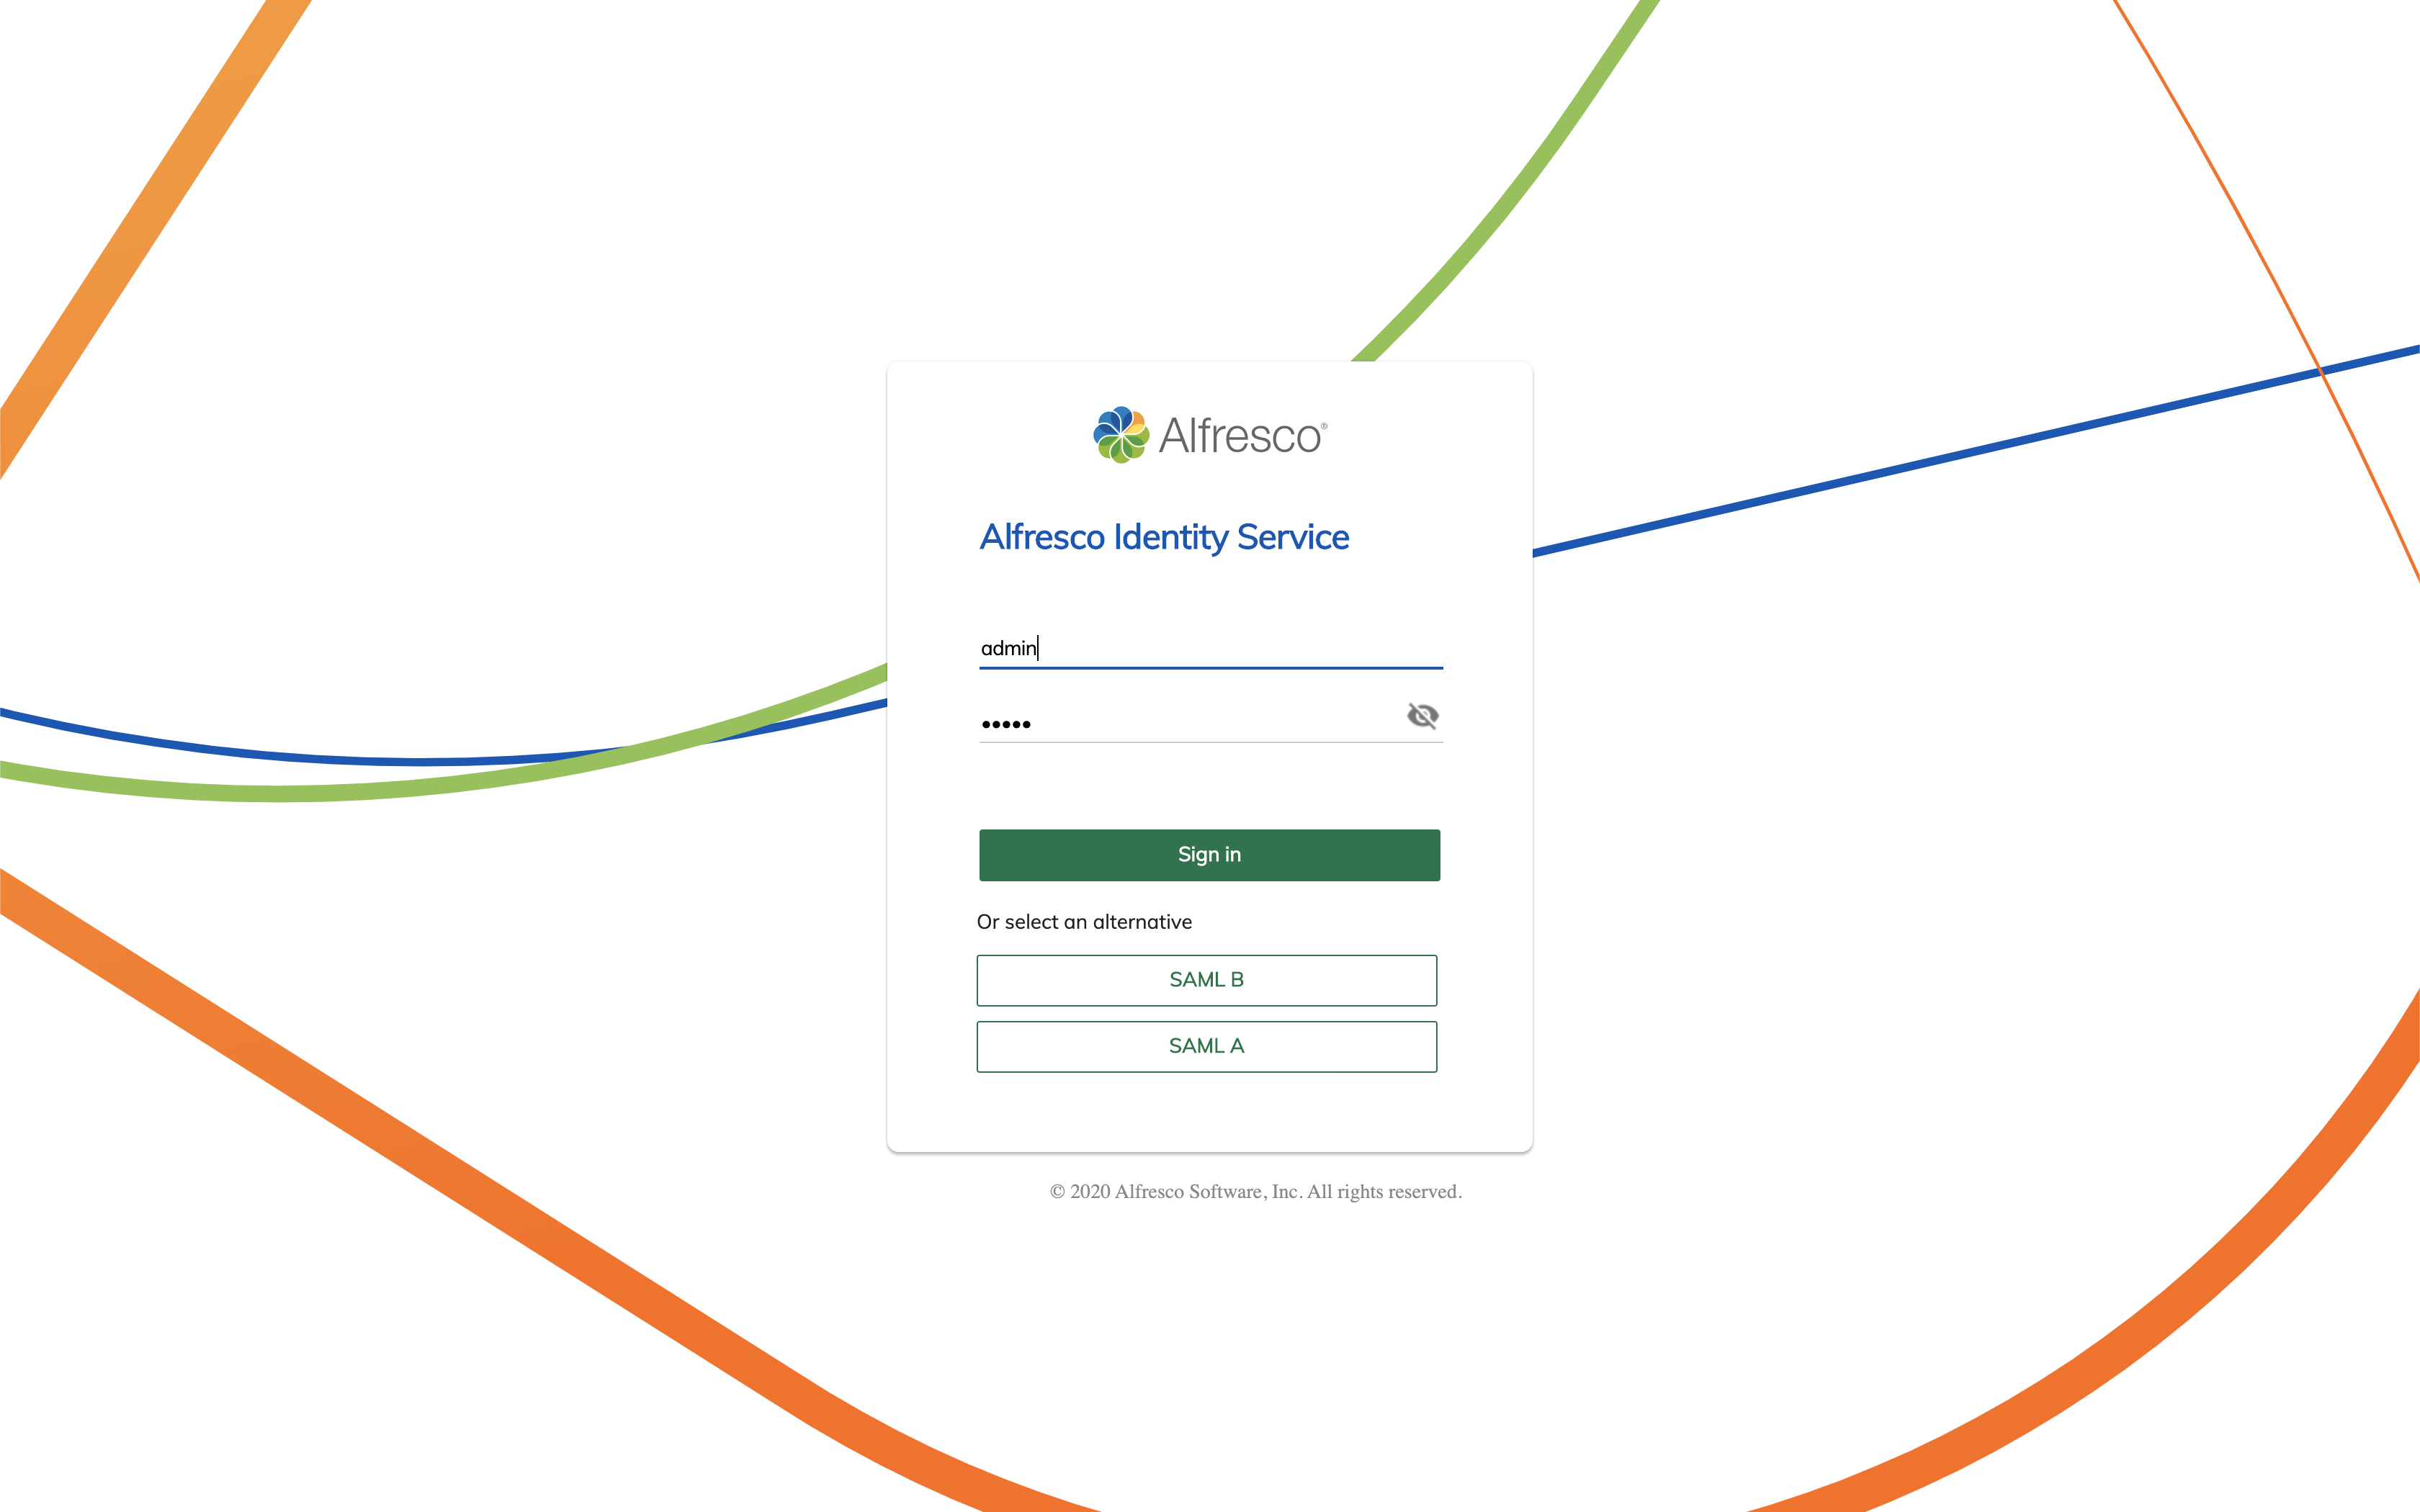 Alfresco®
Alfresco Identity Service
admin
•••••
Sign in
Or select an alternative
SAML B
SAML A
© 2020 Alfresco Software, Inc. All rights reserved.